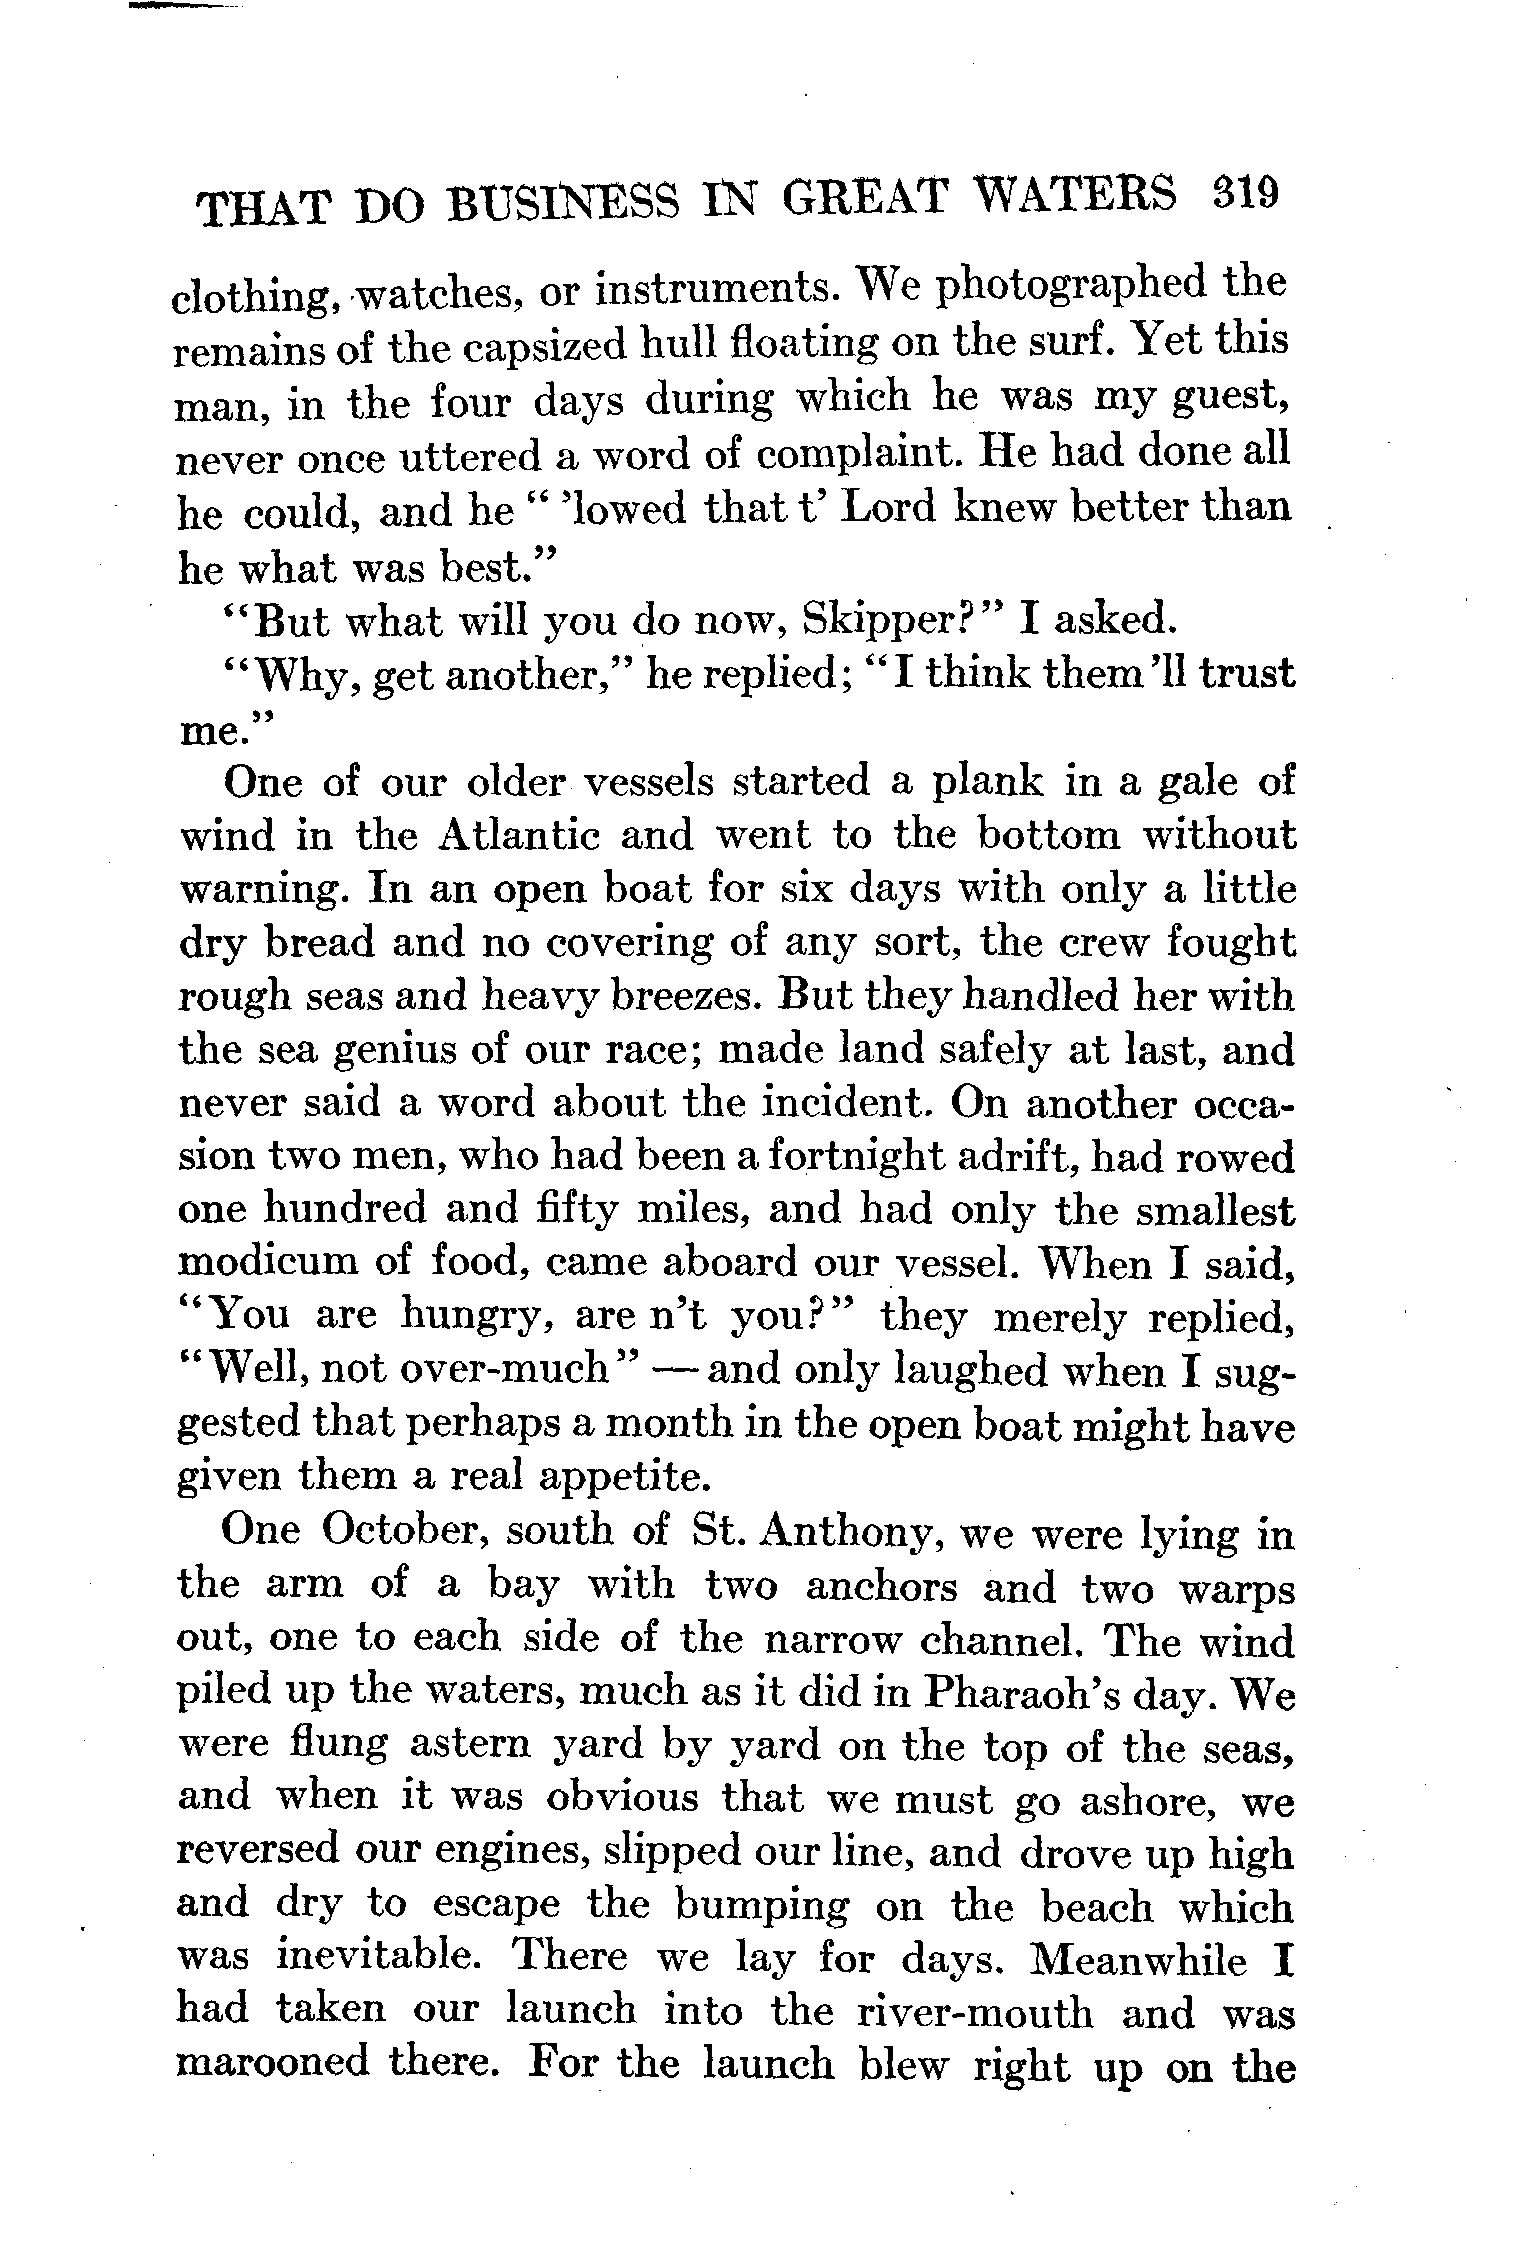 THAT DO BUSINESS IN GREAT WATERS 319
clothing, watches, or instruments. We photographed the
remains of the capsized hull floating on the surf. Yet this
man, in the four days during which he was my guest,
never once uttered a word of complaint. He had done all
he could, and he “ ’lowed that t’ Lord knew better than
he what was best.”
“But what will you do now, Skipper?” I asked.
“Why, get another,” he replied; “I think them ’ll trust
me.”
One of our older vessels started a plank in a gale of
wind in the Atlantic and went to the bottom without
warning. In an open boat for six days with only a little
dry bread and no covering of any sort, the crew fought
rough seas and heavy breezes. But they handled her with
the sea genius of our race; made land safely at last, and
never said a word about the incident. On another occa-
sion two men, who had been a fortnight adrift, had rowed
one hundred and fifty miles, and had only the smallest
modicum of food, came aboard our vessel. When I said,
“You are hungry, are n’t you?” they merely replied,
“Well, not over-much” — and only laughed when I sug-
gested that perhaps a month in the open boat might have
given them a real appetite.
One October, south of St. Anthony, we were lying in
the arm of a bay with two anchors and two warps
out, one to each side of the narrow channel. The wind
piled up the waters, much as it did in Pharaoh’s day. We
were flung astern yard by yard on the top of the seas,
and when it was obvious that we must go ashore, we
reversed our engines, slipped our line, and drove up high
and dry to escape the bumping on the beach which
was inevitable. There we lay for days. Meanwhile I
had taken our launch into the river-mouth and was
marooned there. For the launch blew right up on the